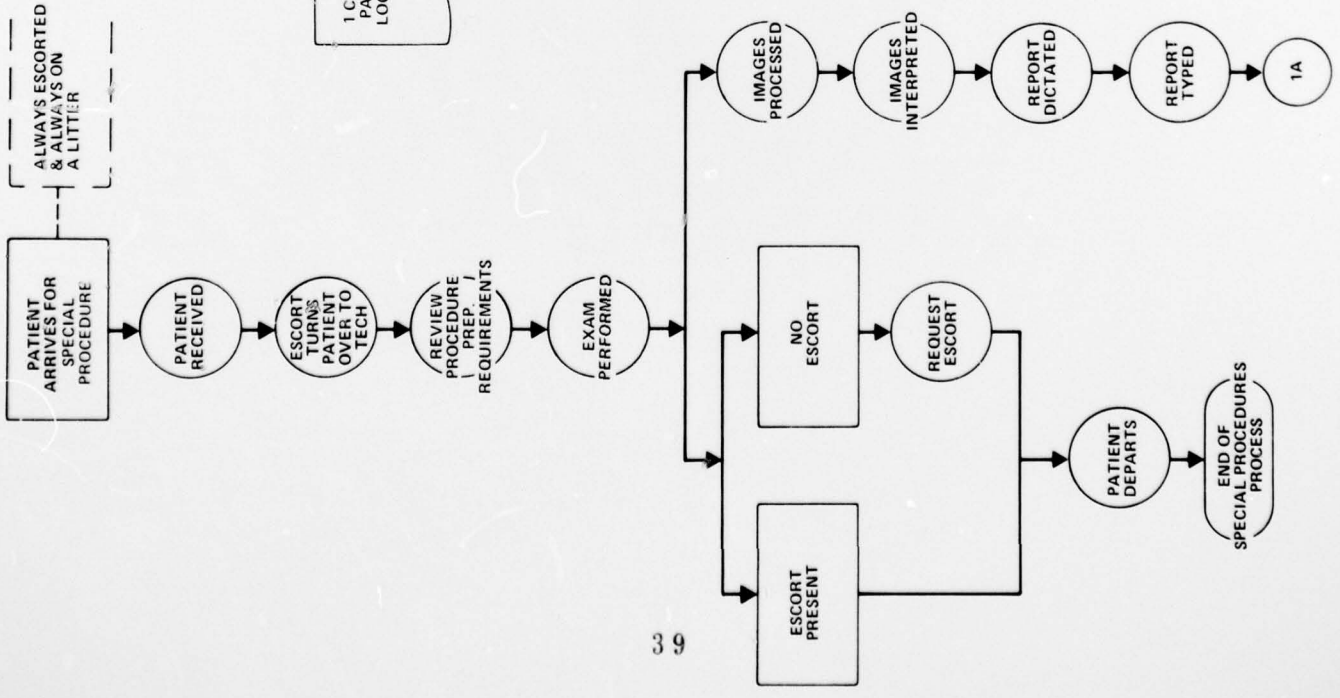 ALWAYS ESCORTED
& ALWAYS ON
A LITTER
PATIENT
ARRIVES FOR
SPECIAL
PROCEDURE
PATIENT
RECEIVED
ESCORT
TURNS
PATIENT
OVER TO
TECH
REVIEW
PROCEDURE
PREP.
REQUIREMENTS
EXAM
PERFORMED
IMAGES
PROCESSED
IMAGES
INTERPRETED
REPORT
DICTATED
REPORT
TYPED
1A
NO
ESCORT
REQUEST
ESCORT
ESCORT
PRESENT
PATIENT
DEPARTS
END OF
SPECIAL PROCEDURES
PROCESS
39